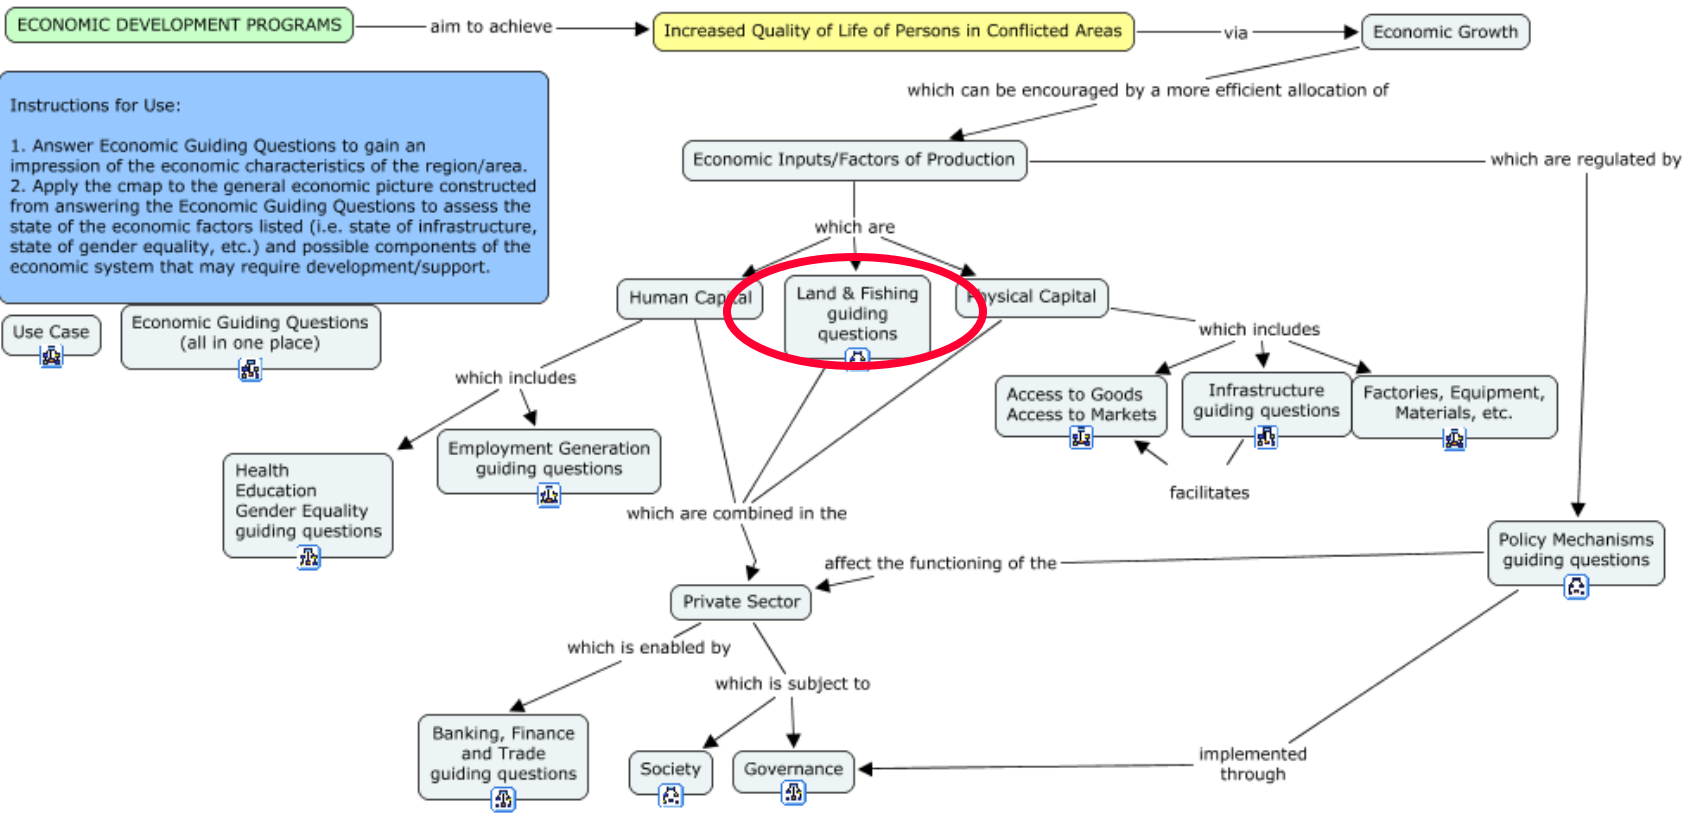 ECONOMIC DEVELOPMENT PROGRAMS
aim to achieve
Increased Quality of Life of Persons in Conflicted Areas
via
Economic Growth
which can be encouraged by a more efficient allocation of
Instructions for Use:
1. Answer Economic Guiding Questions to gain an
impression of the economic characteristics of the region/area.
2. Apply the cmap to the general economic picture constructed
from answering the Economic Guiding Questions to assess the
state of the economic factors listed (i.e. state of infrastructure,
state of gender equality, etc.) and possible components of the
economic system that may require development/support.
Economic Inputs/Factors of Production
which are regulated by
which are
Human Capital
Land & Fishing
guiding
questions
Physical Capital
Use Case
Economic Guiding Questions
(all in one place)
which includes
which includes
Access to Goods
Access to Markets
Infrastructure
guiding questions
Factories, Equipment,
Materials, etc.
Employment Generation
guiding questions
Health
Education
Gender Equality
guiding questions
facilitates
which are combined in the
Policy Mechanisms
guiding questions
affect the functioning of the
Private Sector
which is enabled by
which is subject to
Banking, Finance
and Trade
guiding questions
Society
Governance
implemented
through